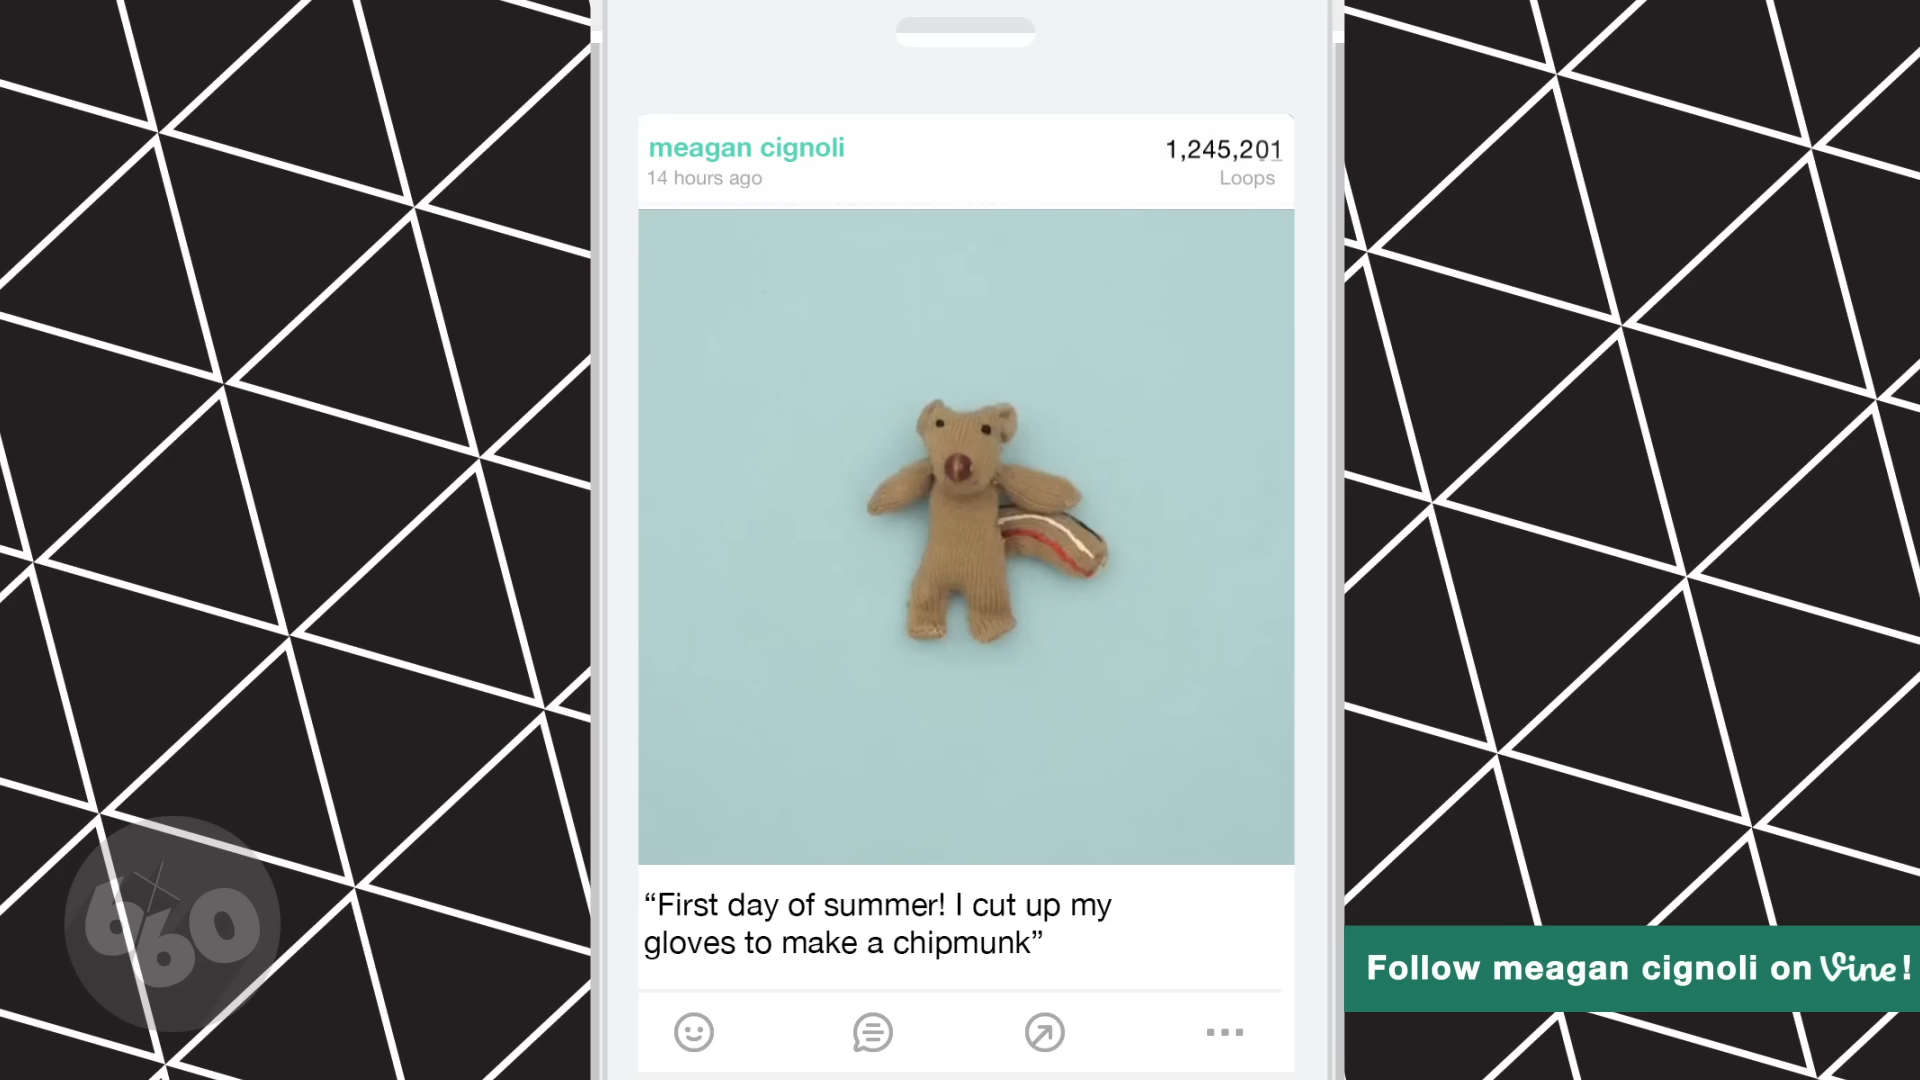 meagan cignoli
1,245,201
14 hours ago
Loops
“First day of summer! I cut up my
gloves to make a chipmunk”
Follow meagan cignoli on Vine!
660